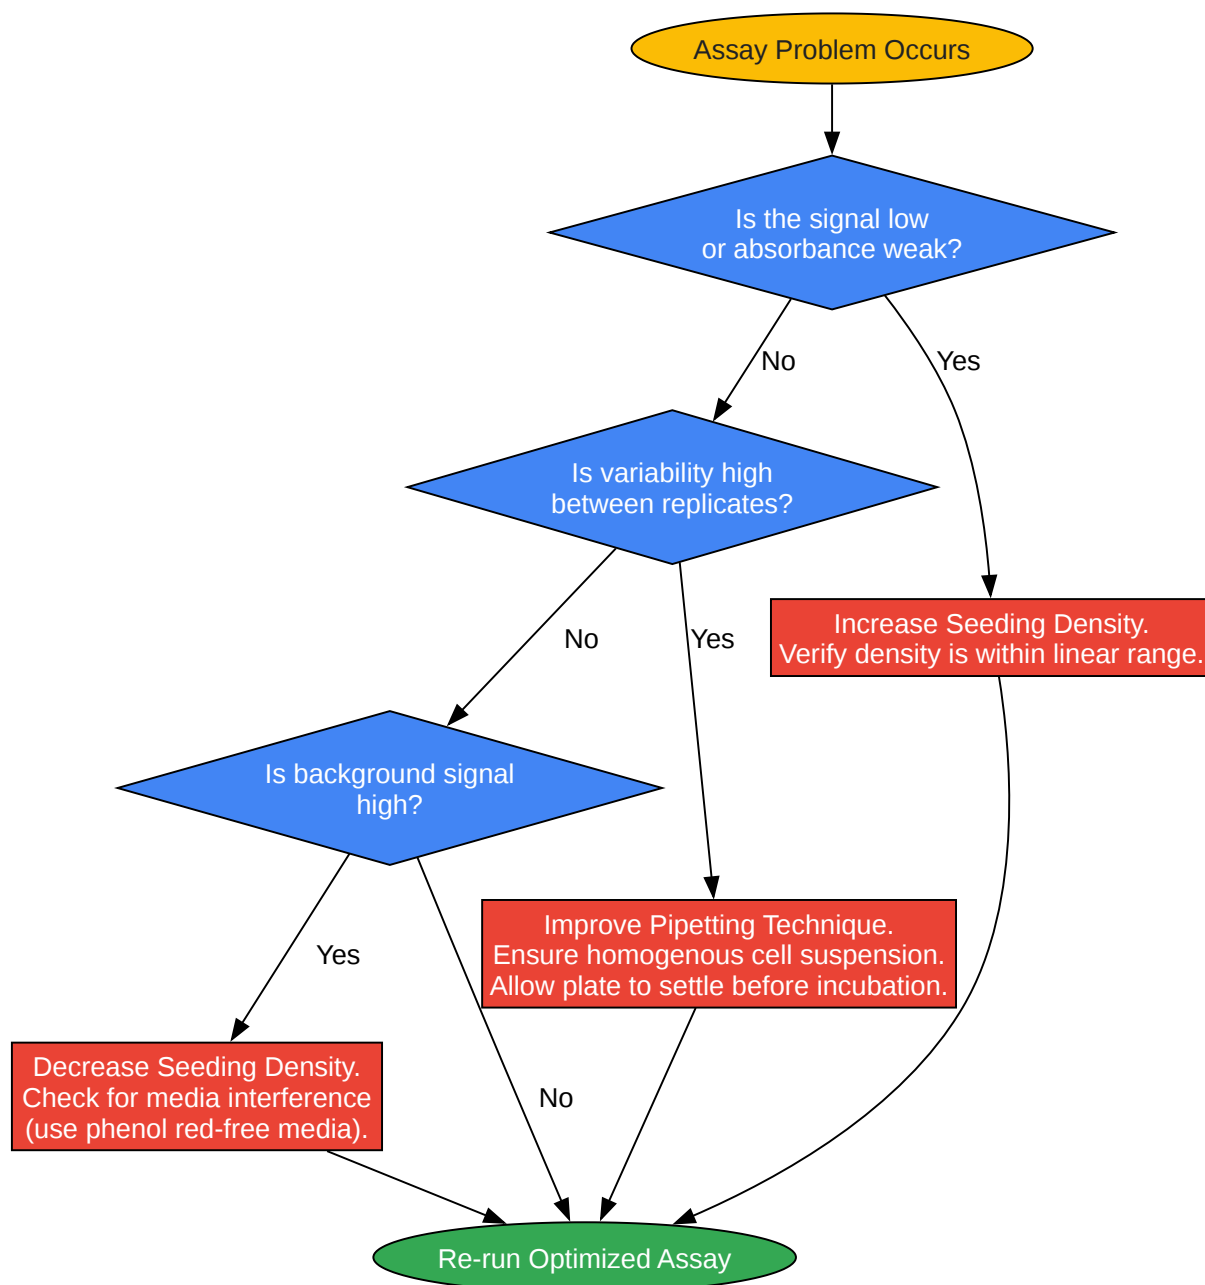 Assay Problem Occurs
Is the signal low
or absorbance weak?
No
Yes
Is variability high
between replicates?
No
Yes
Increase Seeding Density.
Verify density is within linear range.
Is background signal
high?
Yes
Improve Pipetting Technique.
Ensure homogenous cell suspension.
Allow plate to settle before incubation.
Decrease Seeding Density.
Check for media interference
(use phenol red-free media).
No
Re-run Optimized Assay